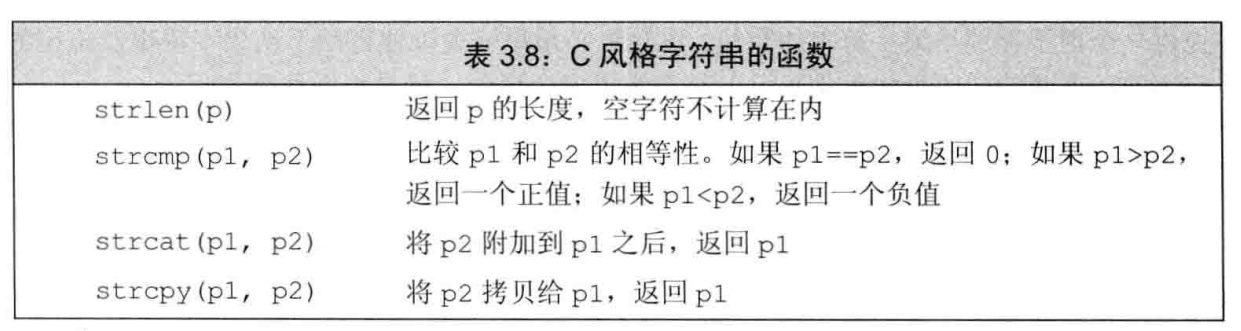 表 3.8：C 风格字符串的函数
strlen(p) 返回 p 的长度，空字符不计算在内
strcmp(p1, p2) 比较 p1 和 p2 的相等性。如果 p1==p2，返回 0；如果 p1>p2，
返回一个正值；如果 p1<p2，返回一个负值
strcat(p1, p2) 将 p2 附加到 p1 之后，返回 p1
strcpy(p1, p2) 将 p2 拷贝给 p1，返回 p1